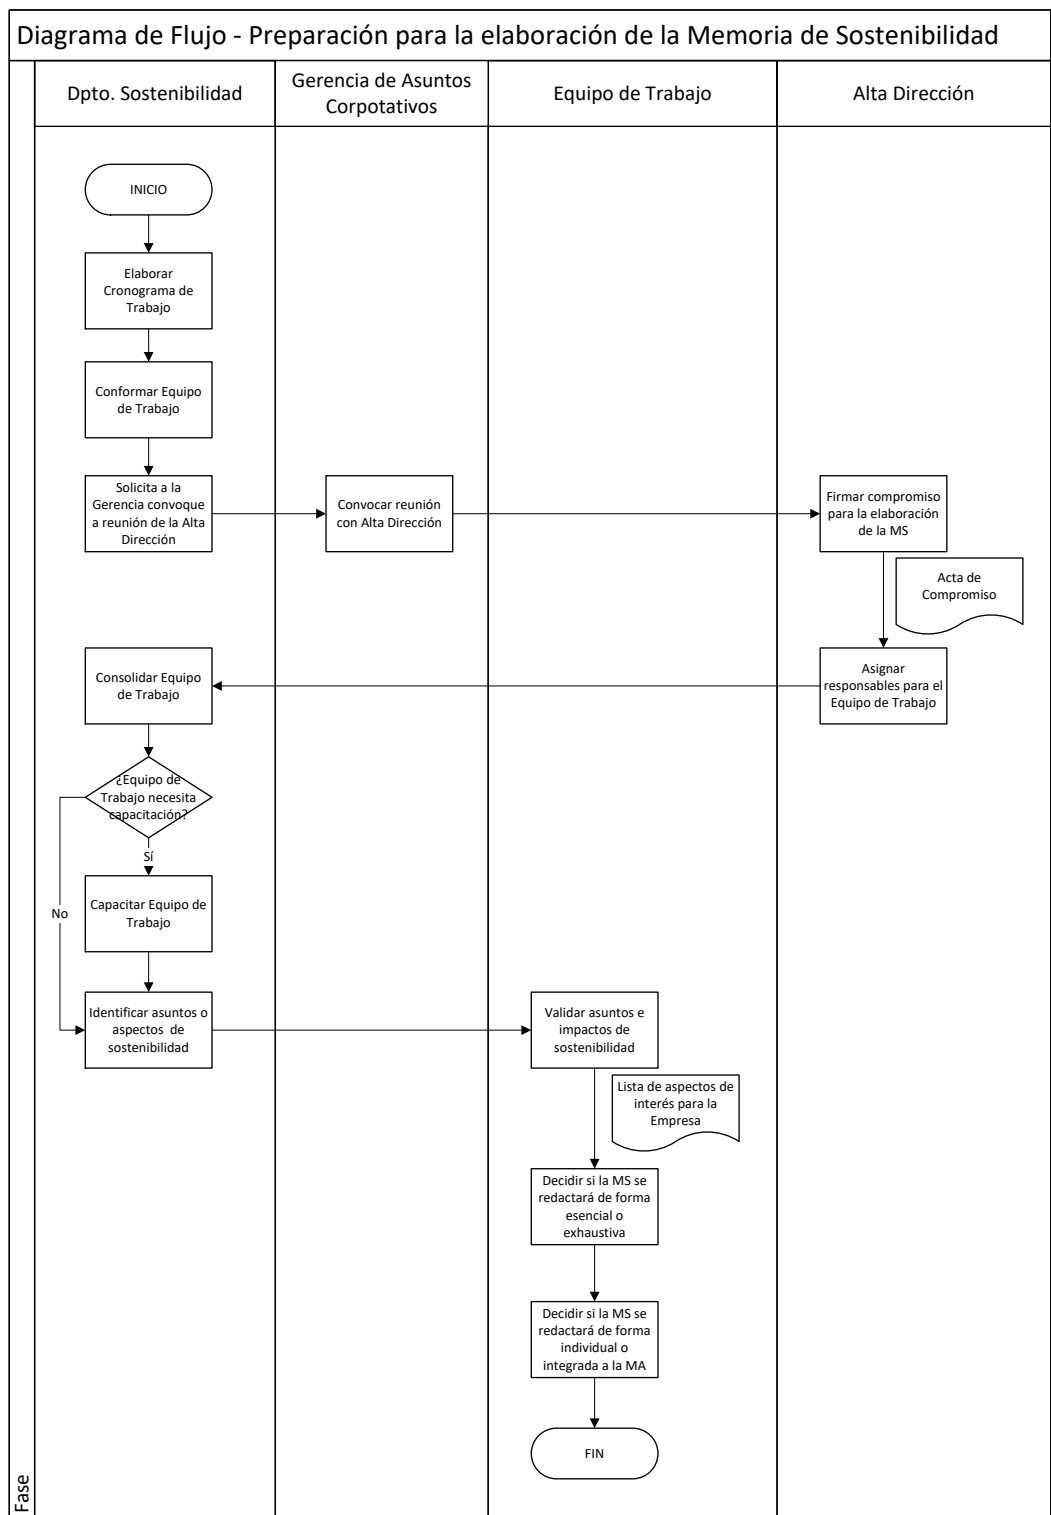 Diagrama de Flujo - Preparación para la elaboración de la Memoria de Sostenibilidad
Dpto. Sostenibilidad
Gerencia de Asuntos
Corpotativos
Equipo de Trabajo
Alta Dirección
INICIO
Elaborar
Cronograma de
Trabajo
Conformar Equipo
de Trabajo
Solicita a la
Gerencia convoque
a reunión de la Alta
Dirección
Convocar reunión
con Alta Dirección
Firmar compromiso
para la elaboración
de la MS
Acta de
Compromiso
Asignar
responsables para el
Equipo de Trabajo
Consolidar Equipo
de Trabajo
¿Equipo de
Trabajo necesita
capacitación?
Sí
No
Capacitar Equipo de
Trabajo
Identificar asuntos o
aspectos  de
sostenibilidad
Validar asuntos e
impactos de
sostenibilidad
Lista de aspectos de
interés para la
Empresa
Decidir si la MS se
redactará de forma
esencial o
exhaustiva
Decidir si la MS se
redactará de forma
individual o
integrada a la MA
FIN
Fase